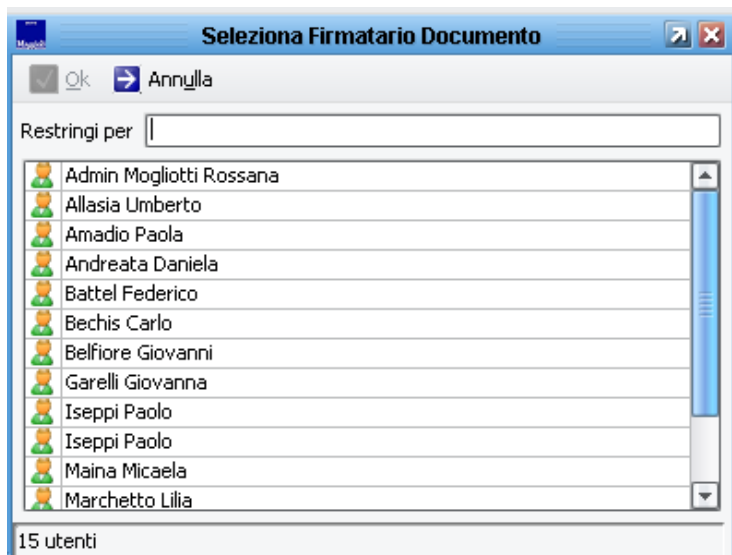 Maggioli
Seleziona Firmatario Documento
Ok Annulla
Restringi per
Admin Mogliotti Rossana
Allasia Umberto
Amadio Paola
Andreata Daniela
Battel Federico
Bechis Carlo
Belfiore Giovanni
Garelli Giovanna
Iseppi Paolo
Iseppi Paolo
Maina Micaela
Marchetto Lilia
15 utenti